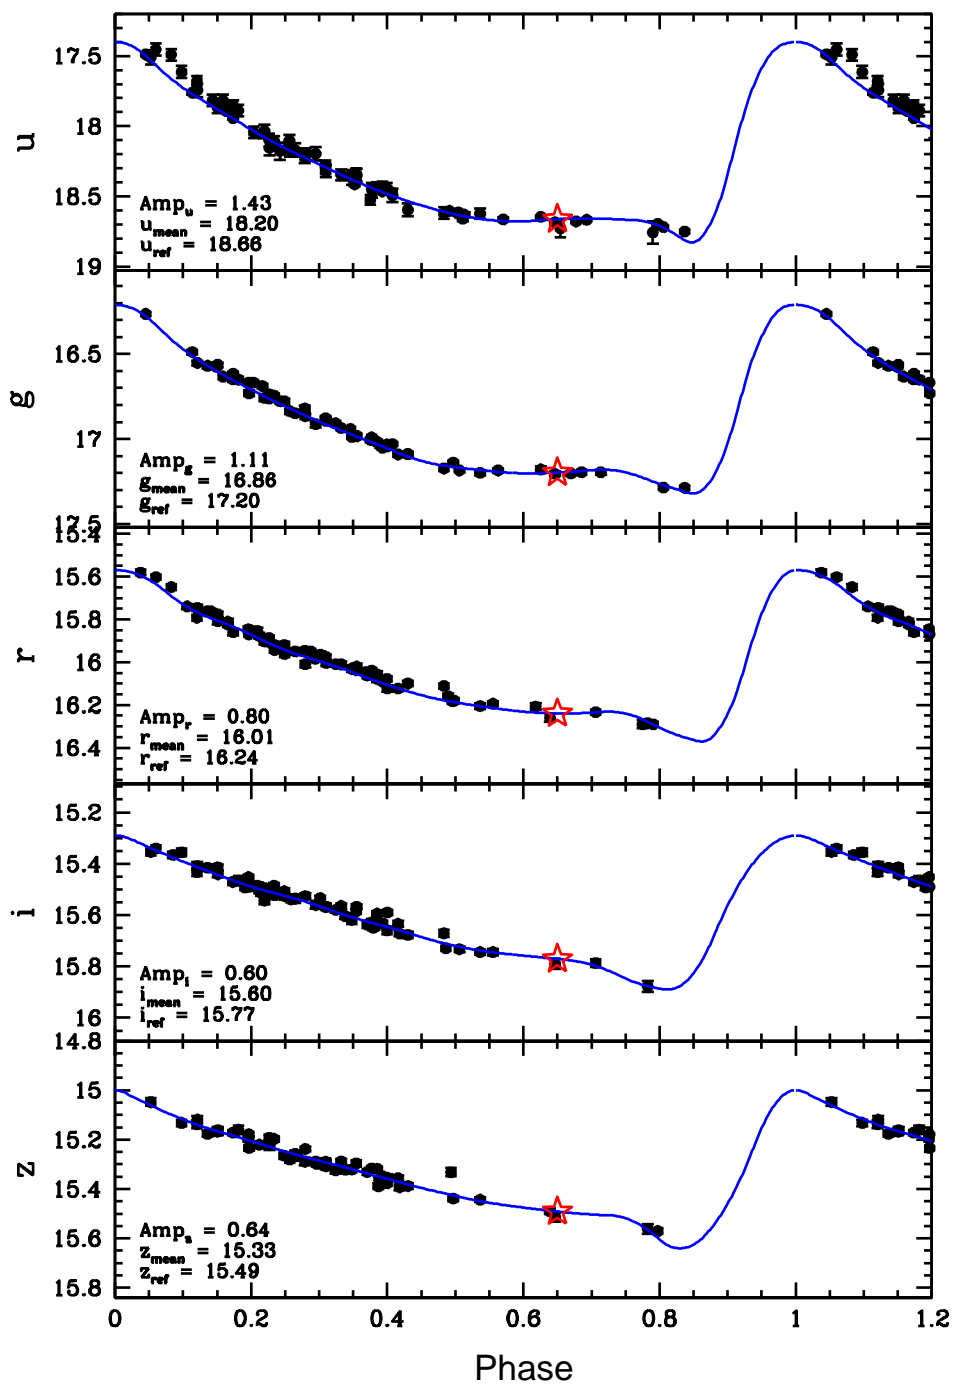 17.5
18
18.5
19
u
Amp_u = 1.43
u_mean = 18.20
u_ref = 18.66
16.5
17
17.5
g
Amp_g = 1.11
g_mean = 16.86
g_ref = 17.20
15.4
15.6
15.8
16
16.2
16.4
r
Amp_r = 0.80
r_mean = 16.01
r_ref = 16.24
15.2
15.4
15.6
15.8
16
i
Amp_i = 0.60
i_mean = 15.60
i_ref = 15.77
14.8
15
15.2
15.4
15.6
15.8
z
Amp_z = 0.64
z_mean = 15.33
z_ref = 15.49
0 0.2 0.4 0.6 0.8 1 1.2
Phase